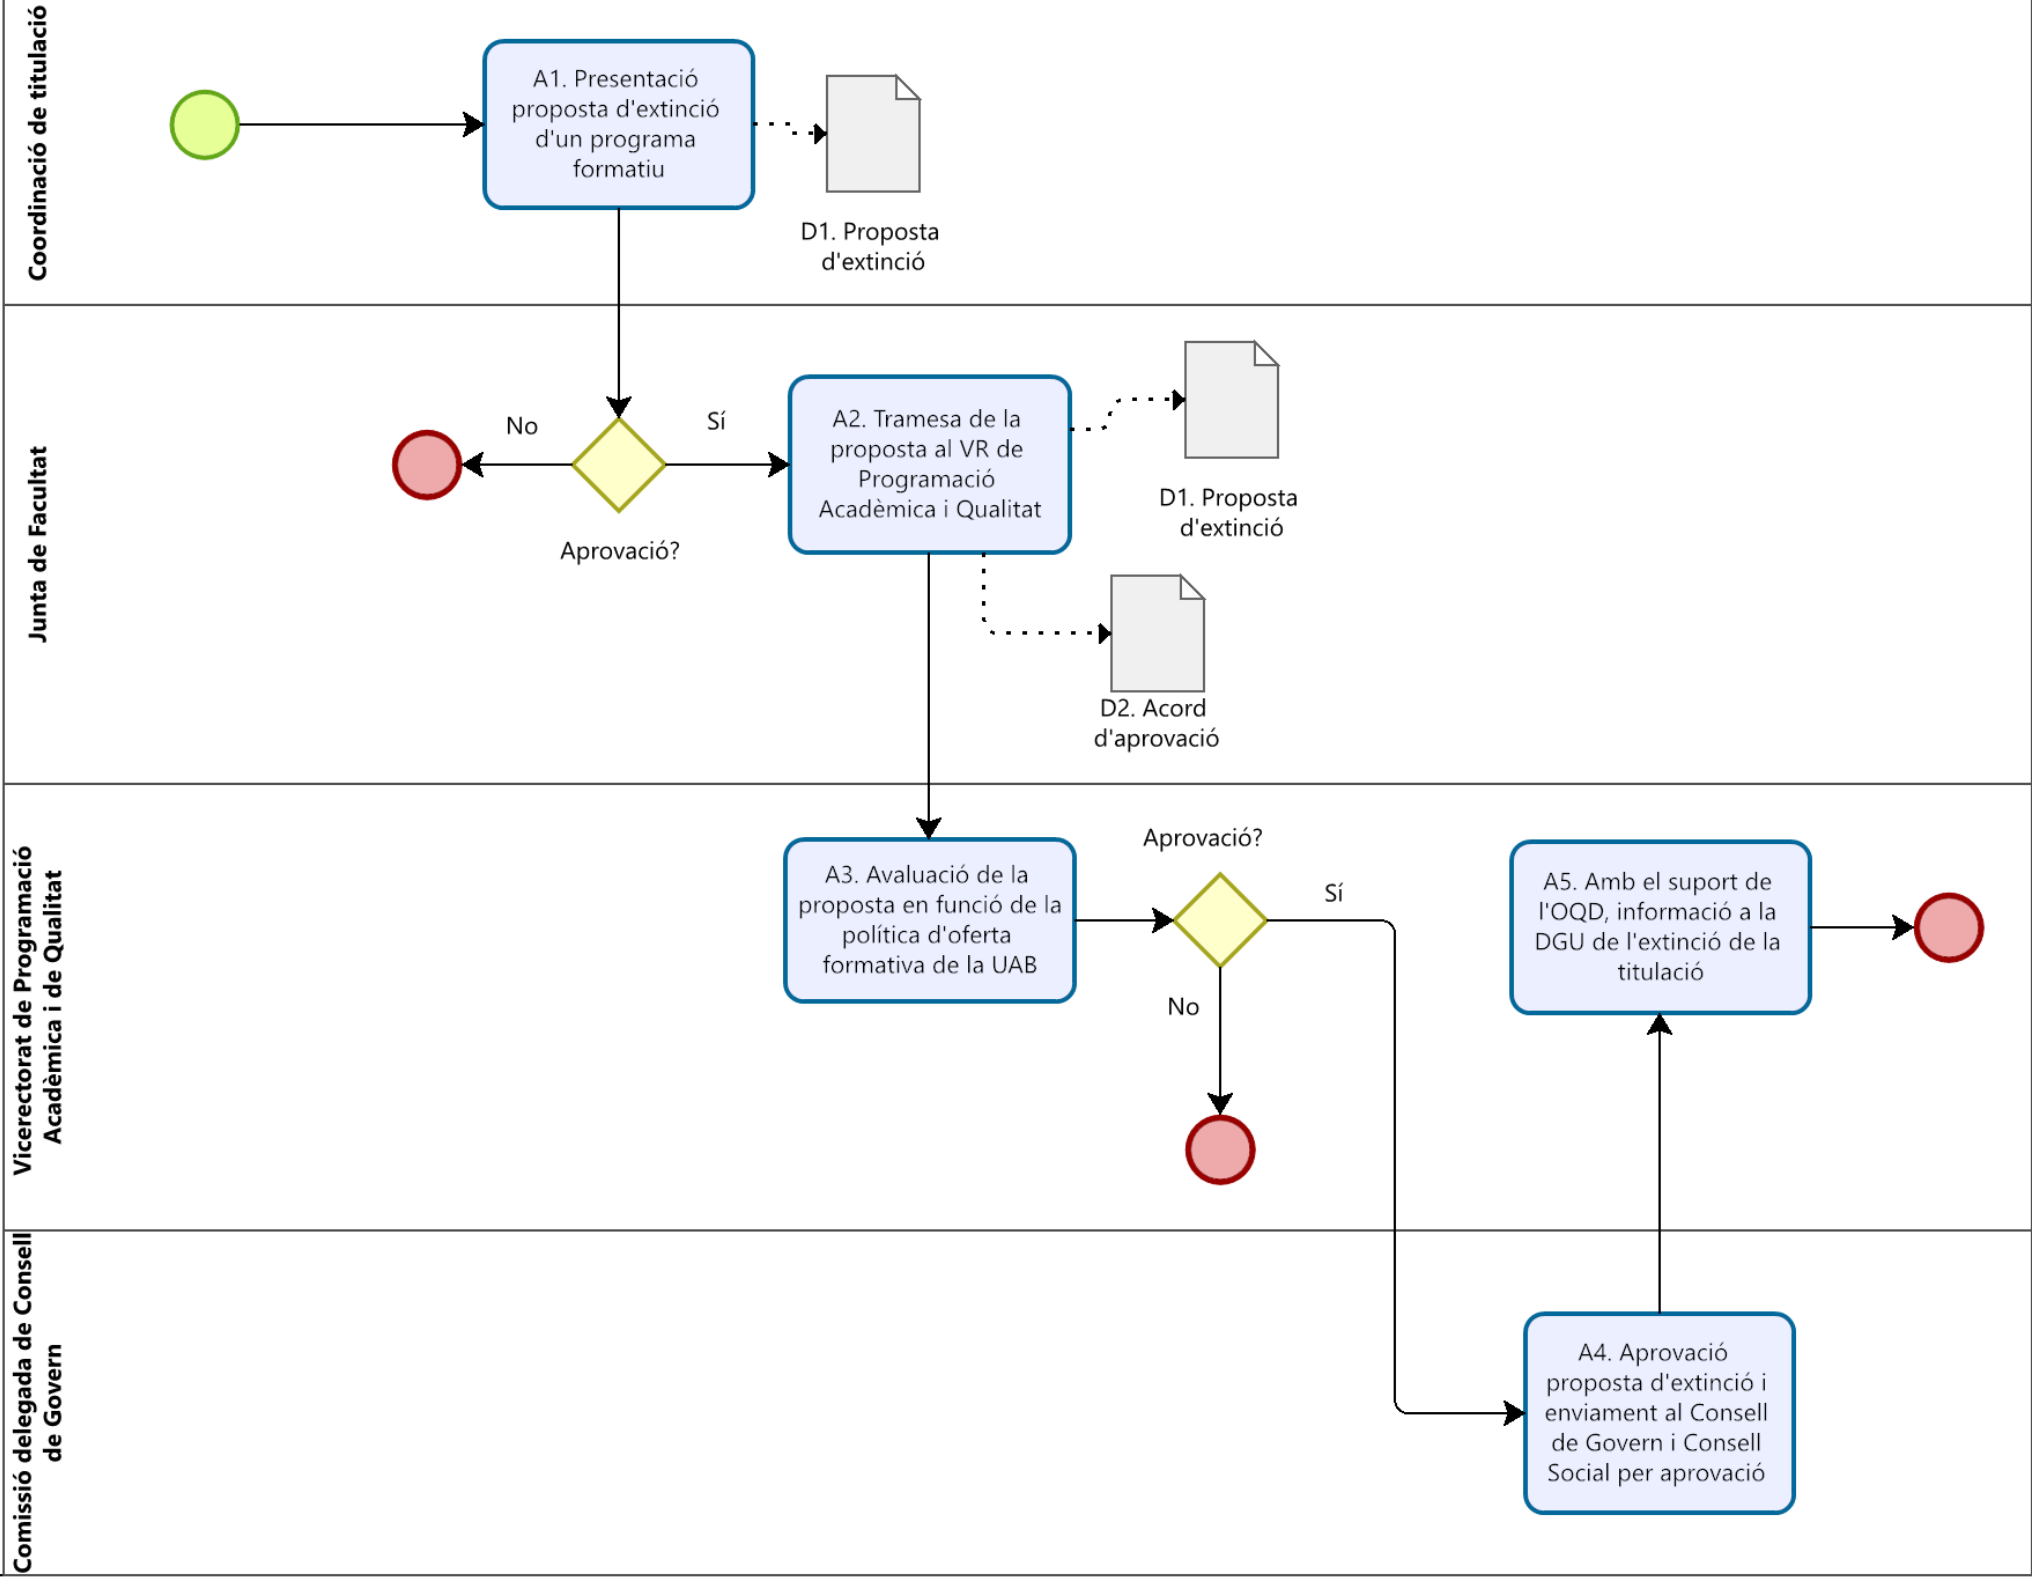 Coordinació de titulació
A1. Presentació
proposta d'extinció
d'un programa
formatiu
D1. Proposta
d'extinció
Junta de Facultat
No
Sí
Aprovació?
A2. Tramesa de la
proposta al VR de
Programació
Acadèmica i Qualitat
D1. Proposta
d'extinció
D2. Acord
d'aprovació
Vicerectorat de Programació
Acadèmica i de Qualitat
A3. Avaluació de la
proposta en funció de la
política d'oferta
formativa de la UAB
Aprovació?
Sí
No
A5. Amb el suport de
l'OQD, informació a la
DGU de l'extinció de la
titulació
Comissió delegada de Consell
de Govern
A4. Aprovació
proposta d'extinció i
enviament al Consell
de Govern i Consell
Social per aprovació